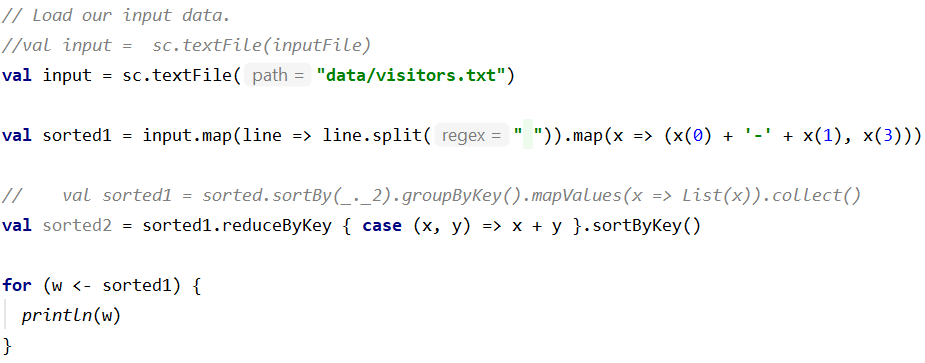 // Load our input data.
//val input =  sc.textFile(inputFile)
val input = sc.textFile( path = "data/visitors.txt")
val sorted1 = input.map(line => line.split( regex = " ")).map(x => (x(0) + '-' + x(1), x(3)))
//    val sorted1 = sorted.sortBy(_._2).groupByKey().mapValues(x => List(x)).collect()
val sorted2 = sorted1.reduceByKey { case (x, y) => x + y }.sortByKey()
for (w <- sorted1) {
  println(w)
}